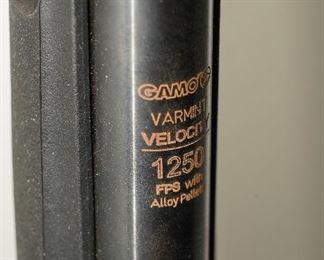 GAMO
VARMINT
VELOCITY
1250
FPS with
Alloy Pellets